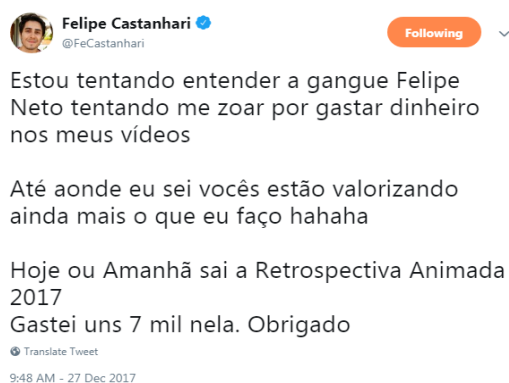 Felipe Castanhari
@FeCastanhari
Following
Estou tentando entender a gangue Felipe
Neto tentando me zoar por gastar dinheiro
nos meus vídeos
Até aonde eu sei vocês estão valorizando
ainda mais o que eu faço hahaha
Hoje ou Amanhã sai a Retrospectiva Animada
2017
Gastei uns 7 mil nela. Obrigado
Translate Tweet
9:48 AM - 27 Dec 2017